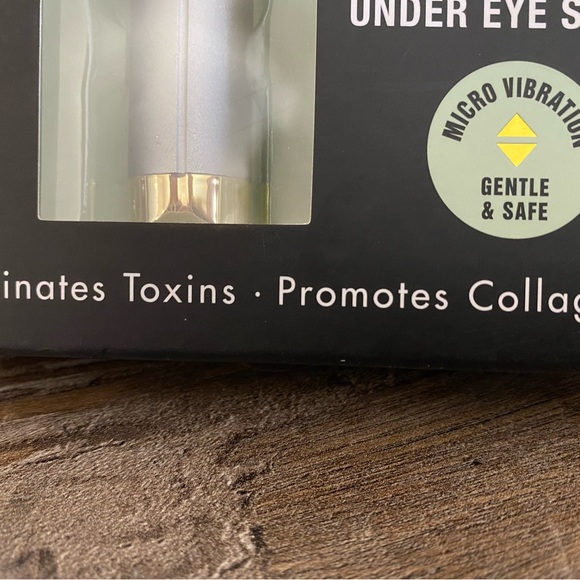 UNDER EYE S
MICRO VIBRATION
GENTLE
& SAFE
inates Toxins · Promotes Collag